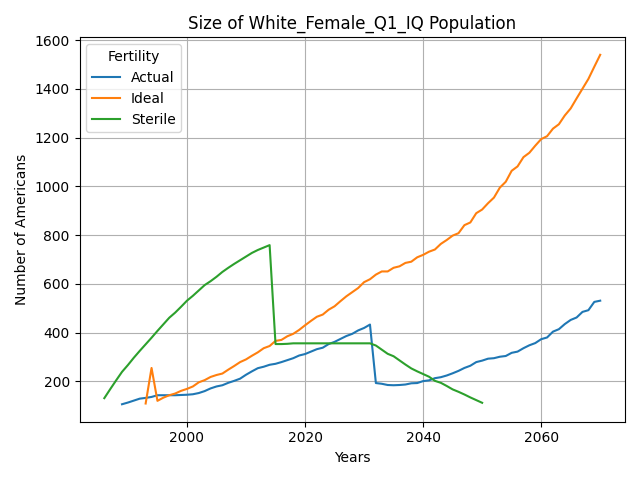 Size of White_Female_Q1_IQ Population
Fertility
Actual
Ideal
Sterile
Number of Americans
1600
1400
1200
1000
800
600
400
200
2000
2020
2040
2060
Years